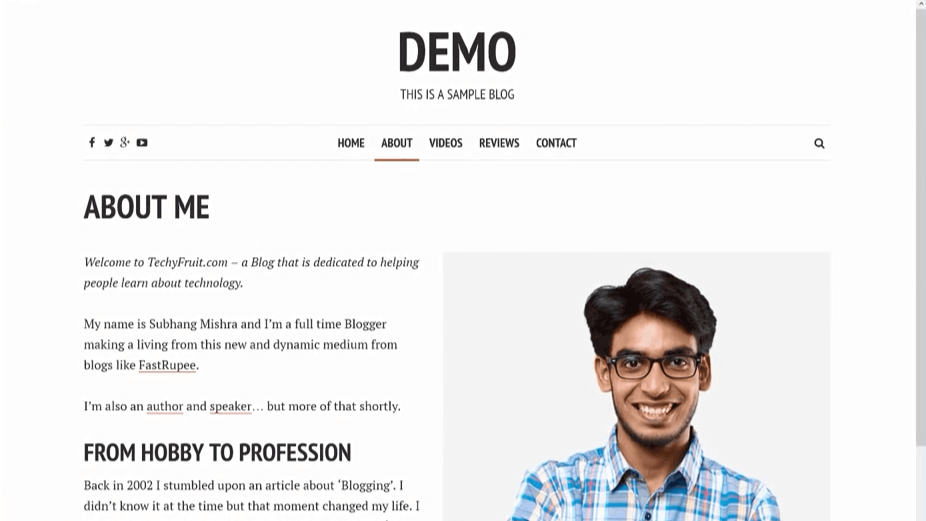 DEMO
THIS IS A SAMPLE BLOG
HOME ABOUT VIDEOS REVIEWS CONTACT
ABOUT ME
Welcome to TechyFruit.com – a Blog that is dedicated to helping
people learn about technology.
My name is Subhang Mishra and I’m a full time Blogger
making a living from this new and dynamic medium from
blogs like FastRupee.
I’m also an author and speaker… but more of that shortly.
FROM HOBBY TO PROFESSION
Back in 2002 I stumbled upon an article about ‘Blogging’. I
didn’t know it at the time but that moment changed my life. I